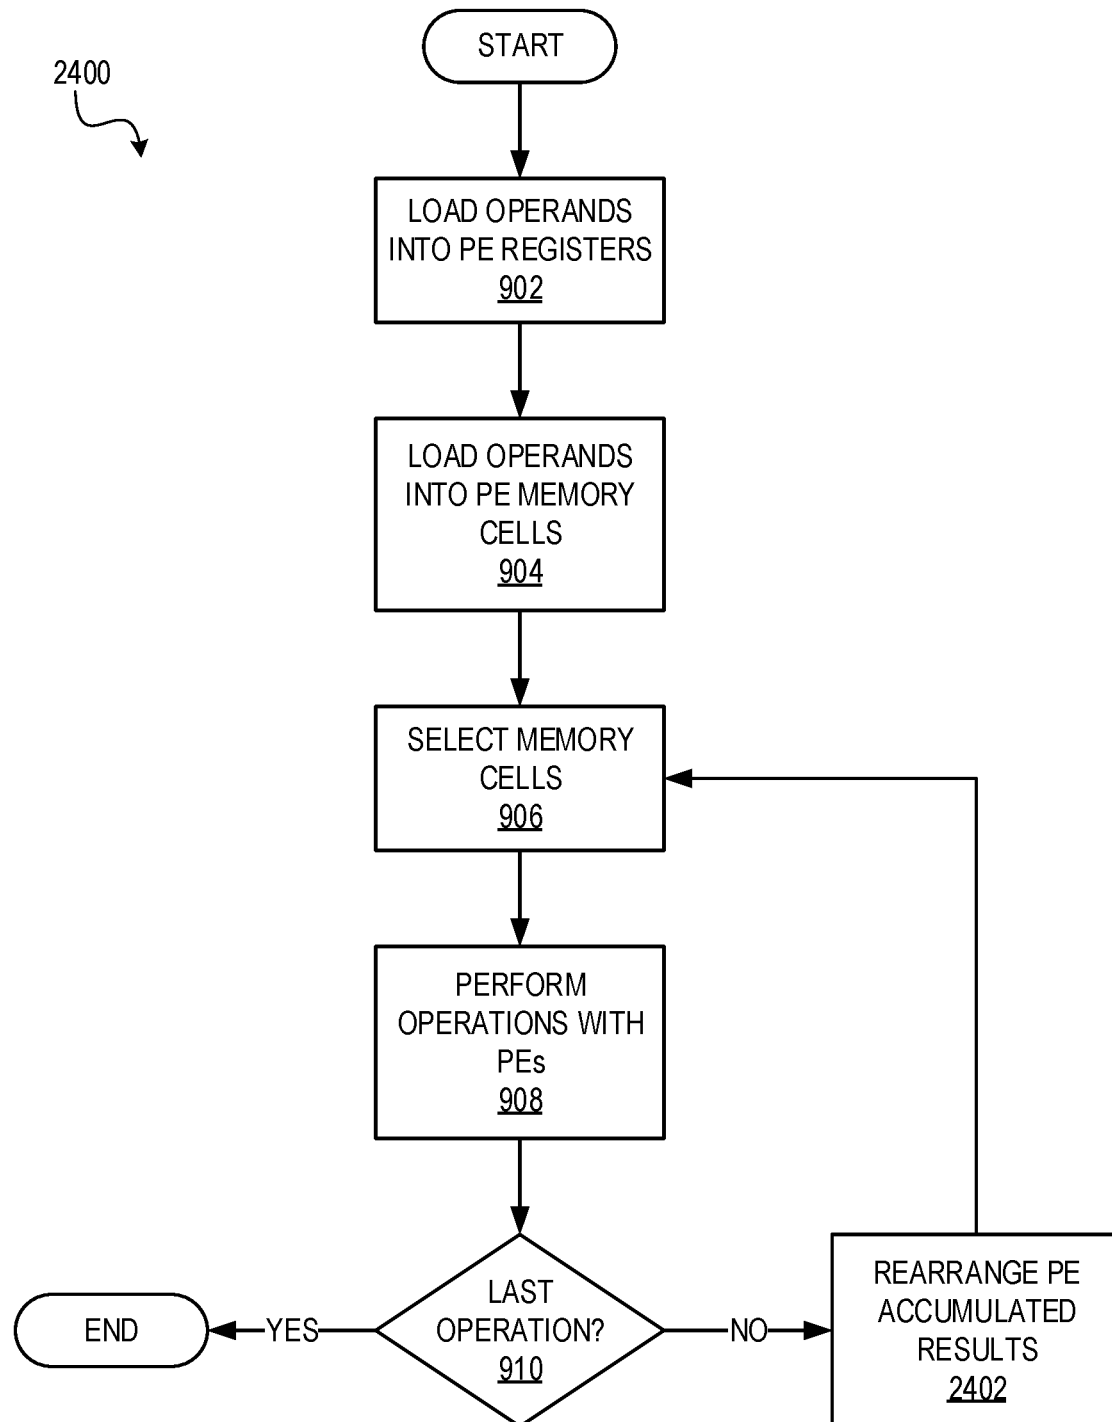 START
2400
LOAD OPERANDS
INTO PE REGISTERS
902
LOAD OPERANDS
INTO PE MEMORY
CELLS
904
SELECT MEMORY
CELLS
906
PERFORM
OPERATIONS WITH
PEs
908
LAST
OPERATION?
910
YES
END
NO
REARRANGE PE
ACCUMULATED
RESULTS
2402